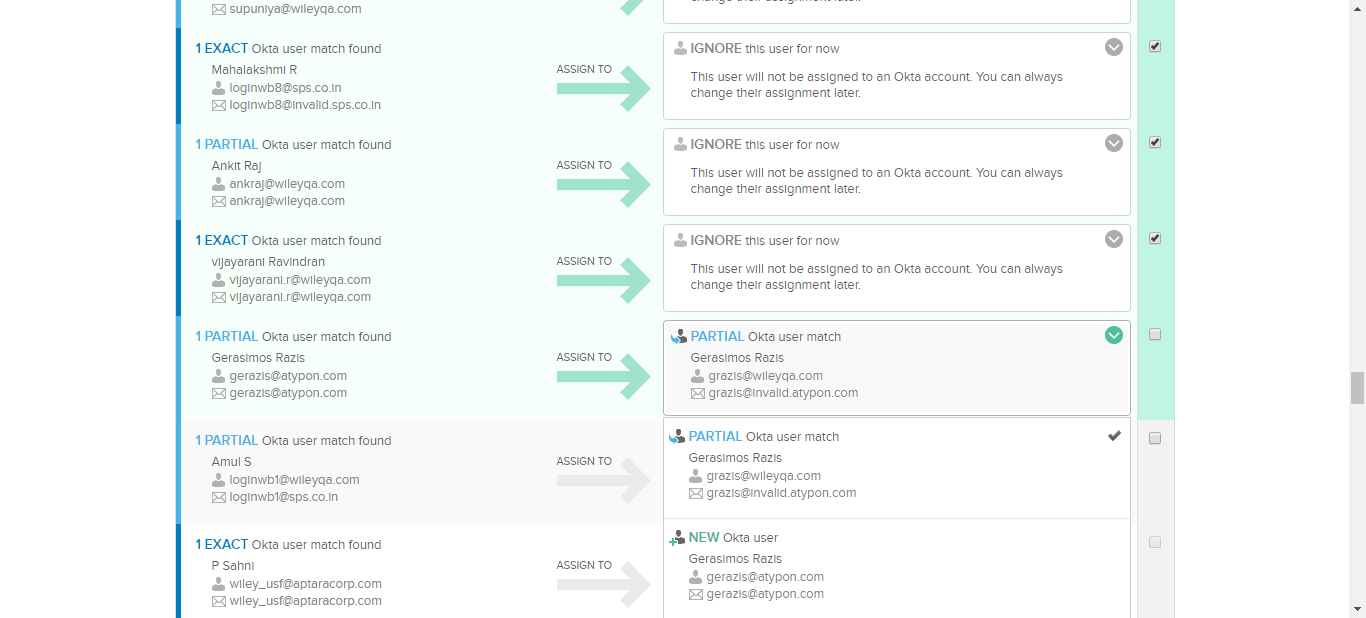 supuniya@wileyqa.com
change their assignment later.
1 EXACT Okta user match found
Mahalakshmi R
loginwb8@sps.co.in
loginwb8@invalid.sps.co.in
ASSIGN TO
IGNORE this user for now
This user will not be assigned to an Okta account. You can always
change their assignment later.
1 PARTIAL Okta user match found
Ankit Raj
ankraj@wileyqa.com
ankraj@wileyqa.com
ASSIGN TO
IGNORE this user for now
This user will not be assigned to an Okta account. You can always
change their assignment later.
1 EXACT Okta user match found
vijayarani Ravindran
vijayarani.r@wileyqa.com
vijayarani.r@wileyqa.com
ASSIGN TO
IGNORE this user for now
This user will not be assigned to an Okta account. You can always
change their assignment later.
1 PARTIAL Okta user match found
Gerasimos Razis
gerazis@atypon.com
gerazis@atypon.com
ASSIGN TO
PARTIAL Okta user match
Gerasimos Razis
grazis@wileyqa.com
grazis@invalid.atypon.com
1 PARTIAL Okta user match found
Amul S
loginwb1@wileyqa.com
loginwb1@sps.co.in
ASSIGN TO
PARTIAL Okta user match
Gerasimos Razis
grazis@wileyqa.com
grazis@invalid.atypon.com
1 EXACT Okta user match found
P Sahni
wiley_usf@aptaracorp.com
wiley_usf@aptaracorp.com
ASSIGN TO
NEW Okta user
Gerasimos Razis
gerazis@atypon.com
gerazis@atypon.com